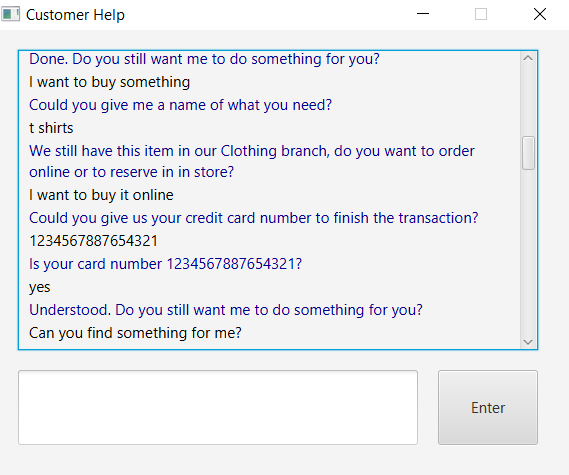 Customer Help
Done. Do you still want me to do something for you?
I want to buy something
Could you give me a name of what you need?
t shirts
We still have this item in our Clothing branch, do you want to order
online or to reserve in in store?
I want to buy it online
Could you give us your credit card number to finish the transaction?
1234567887654321
Is your card number 1234567887654321?
yes
Understood. Do you still want me to do something for you?
Can you find something for me?
Enter